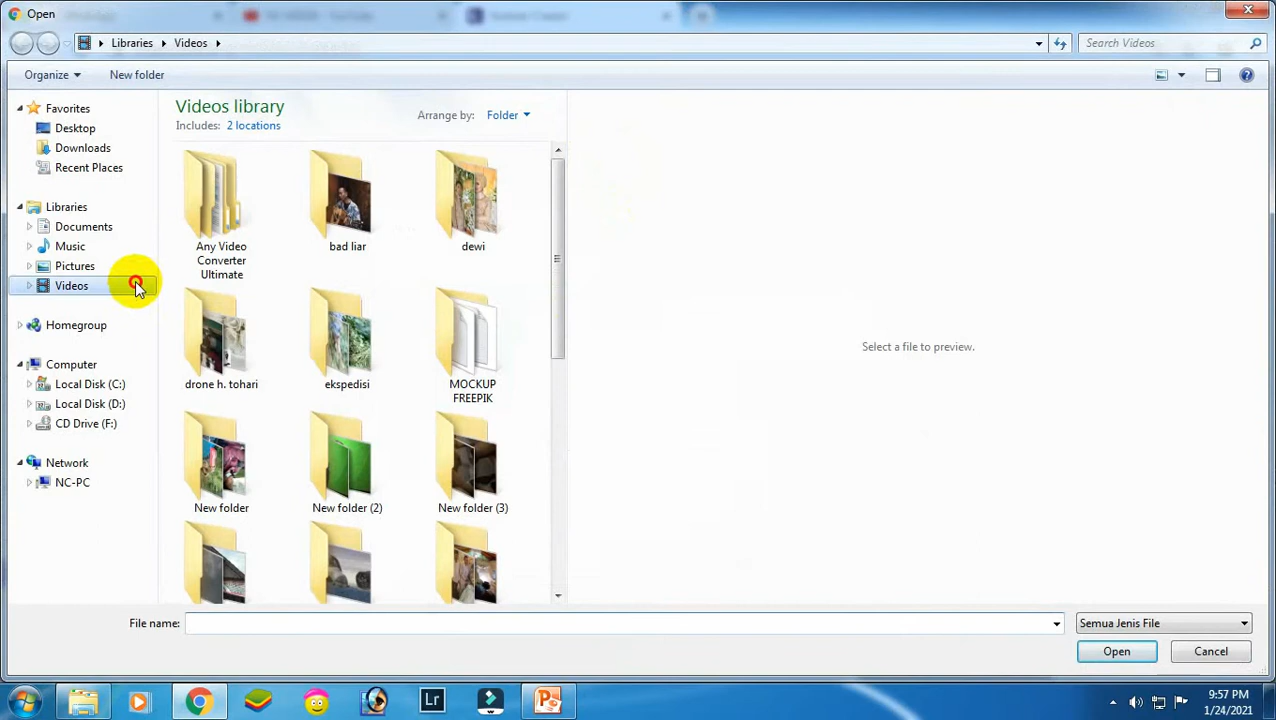 Open
Libraries
Videos
Search Videos
Organize
New folder
Favorites
Desktop
Downloads
Recent Places
Libraries
Documents
Music
Pictures
Videos
Homegroup
Computer
Local Disk (C:)
Local Disk (D:)
CD Drive (F:)
Network
NC-PC
Videos library
Includes: 2 locations
Arrange by: Folder
Any Video
Converter
Ultimate
bad liar
dewi
drone h. tohari
ekspedisi
MOCKUP
FREEPIK
New folder
New folder (2)
New folder (3)
Select a file to preview.
File name:
Semua Jenis File
Open
Cancel
Lr
9:57 PM
1/24/2021